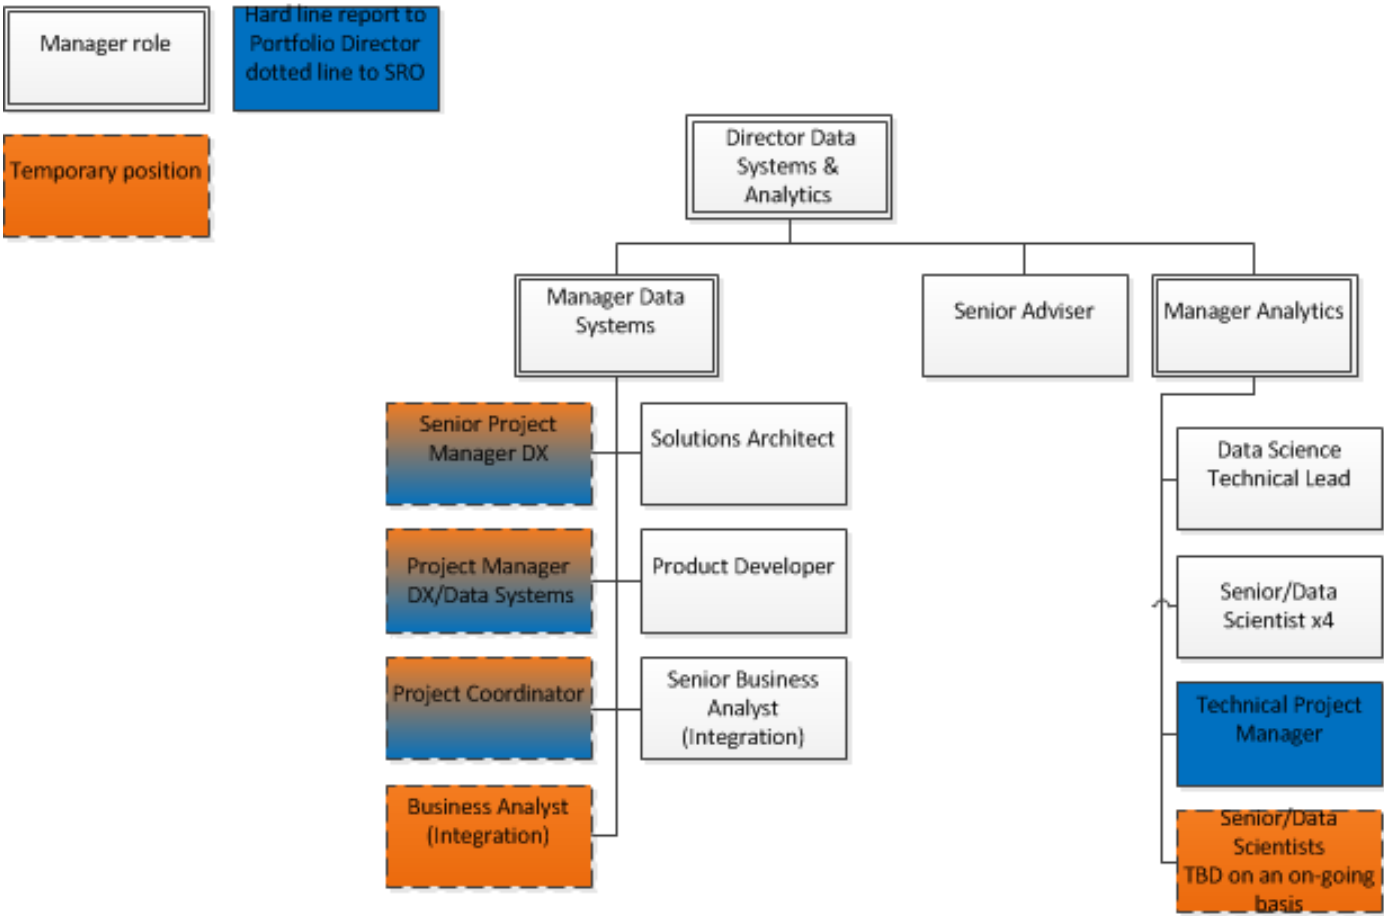 Manager role
Hard line report to
Portfolio Director
dotted line to SRO
Temporary position
Director Data
Systems &
Analytics
Manager Data
Systems
Senior Adviser
Manager Analytics
Senior Project
Manager DX
Solutions Architect
Data Science
Technical Lead
Project Manager
DX/Data Systems
Product Developer
Senior/Data
Scientist x4
Project Coordinator
Senior Business
Analyst
(Integration)
Technical Project
Manager
Business Analyst
(Integration)
Senior/Data
Scientists
TBD on an on-going
basis